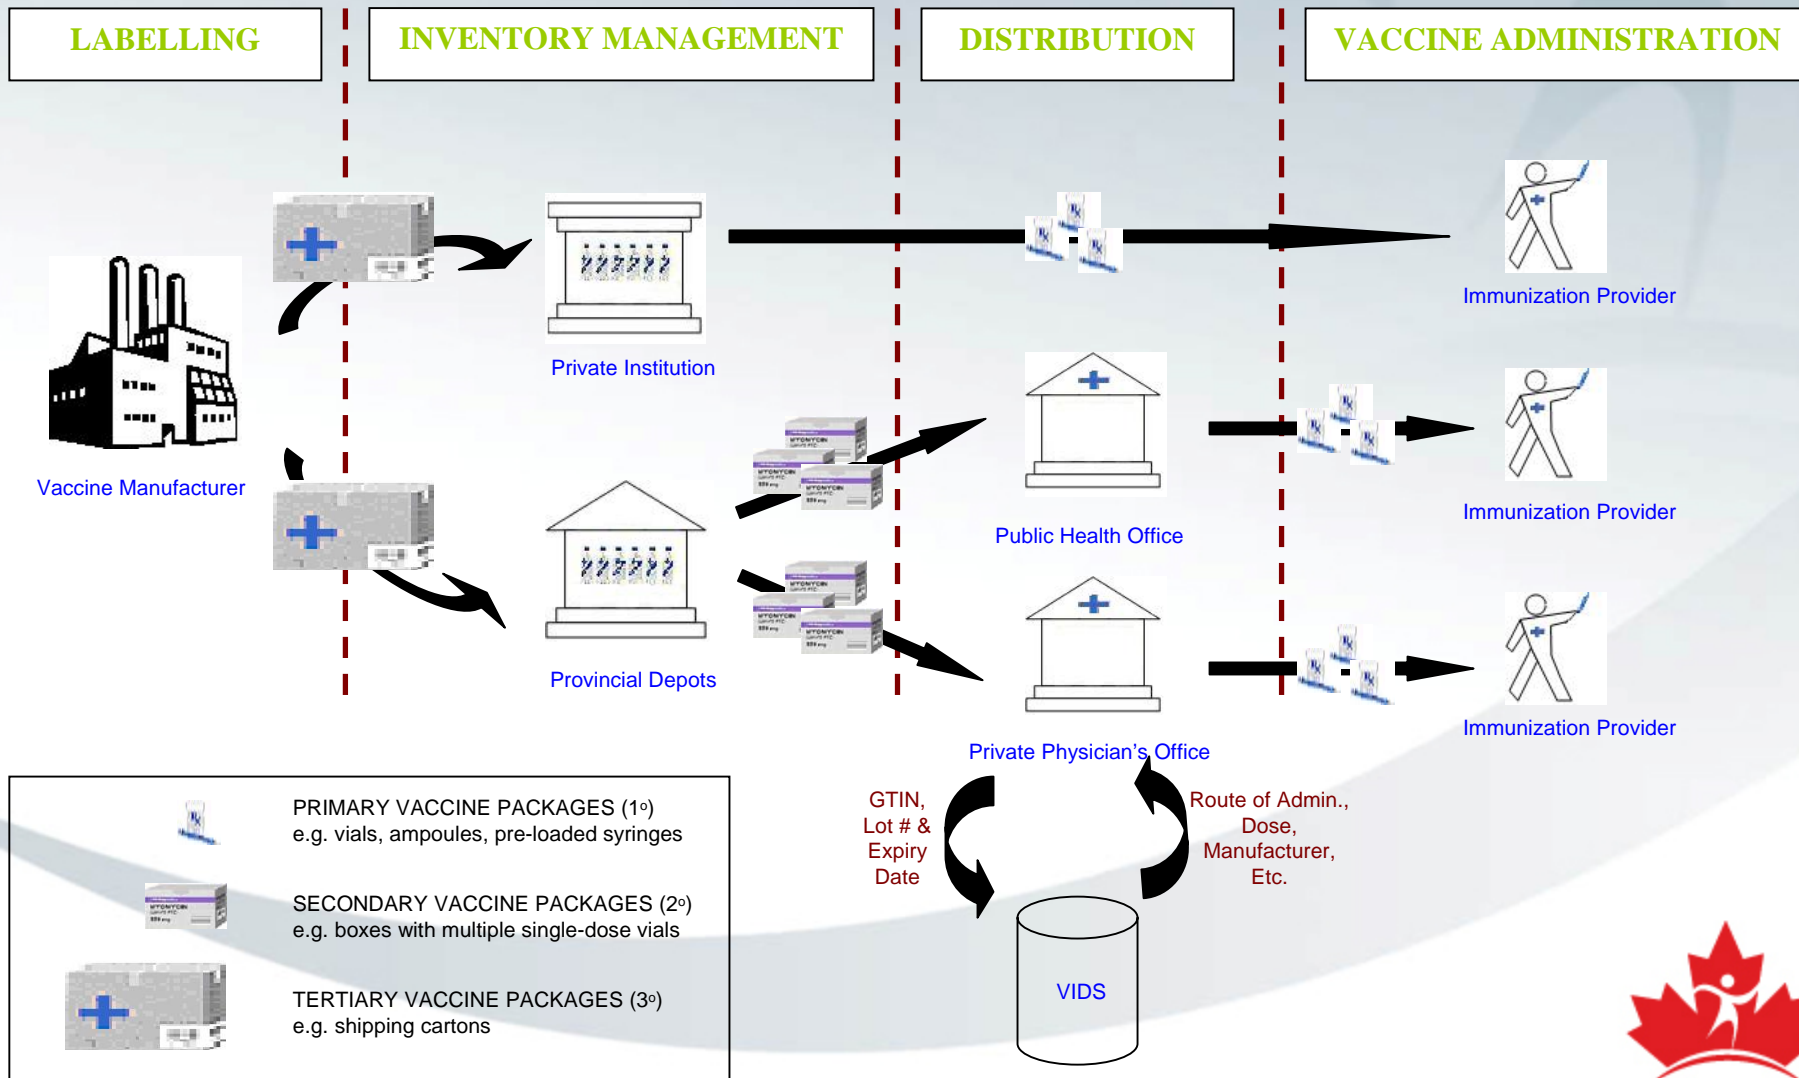 LABELLING
INVENTORY MANAGEMENT
DISTRIBUTION
VACCINE ADMINISTRATION
Vaccine Manufacturer
Private Institution
Provincial Depots
Public Health Office
Private Physician's Office
Immunization Provider
Immunization Provider
Immunization Provider
GTIN,
Lot # &
Expiry
Date
Route of Admin.,
Dose,
Manufacturer,
Etc.
VIDS
PRIMARY VACCINE PACKAGES (1º)
e.g. vials, ampoules, pre-loaded syringes
SECONDARY VACCINE PACKAGES (2º)
e.g. boxes with multiple single-dose vials
TERTIARY VACCINE PACKAGES (3º)
e.g. shipping cartons